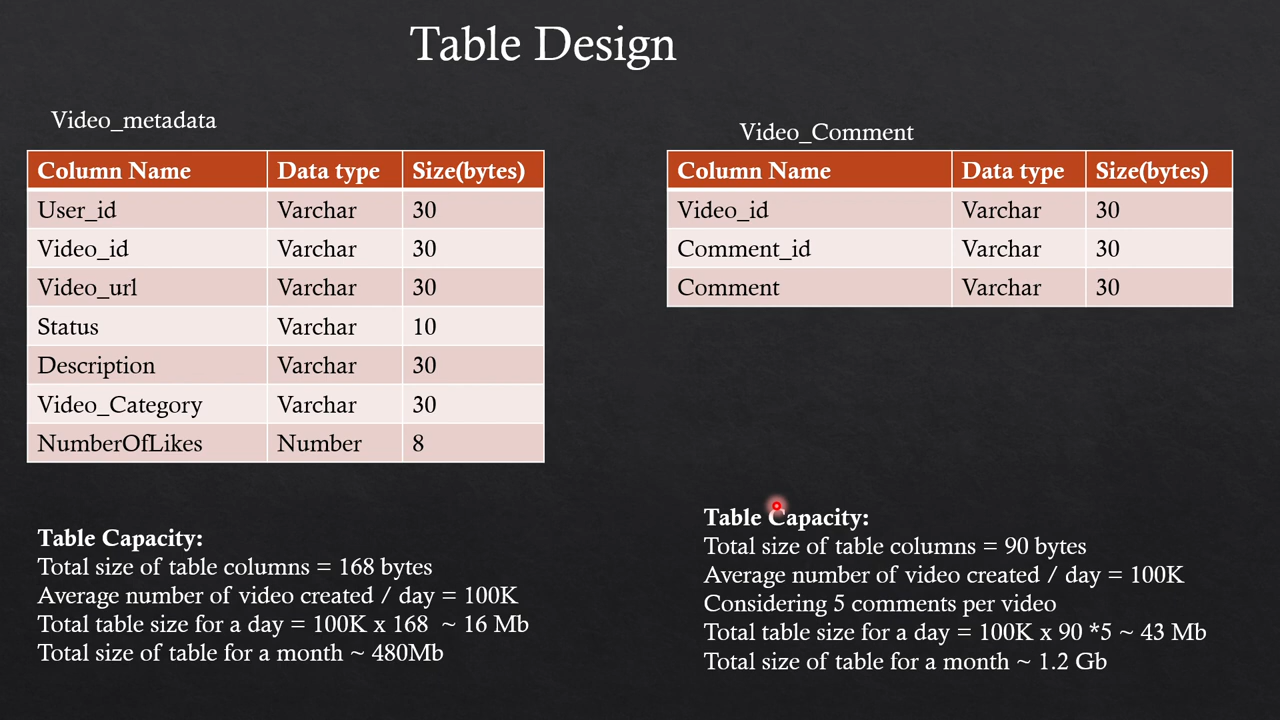 Table Design
Video_metadata
Column Name Data type Size(bytes)
User_id Varchar 30
Video_id Varchar 30
Video_url Varchar 30
Status Varchar 10
Description Varchar 30
Video_Category Varchar 30
NumberOfLikes Number 8
Table Capacity:
Total size of table columns = 168 bytes
Average number of video created / day = 100K
Total table size for a day = 100K x 168 ~ 16 Mb
Total size of table for a month ~ 480Mb
Video_Comment
Column Name Data type Size(bytes)
Video_id Varchar 30
Comment_id Varchar 30
Comment Varchar 30
Table Capacity:
Total size of table columns = 90 bytes
Average number of video created / day = 100K
Considering 5 comments per video
Total table size for a day = 100K x 90 *5 ~ 43 Mb
Total size of table for a month ~ 1.2 Gb